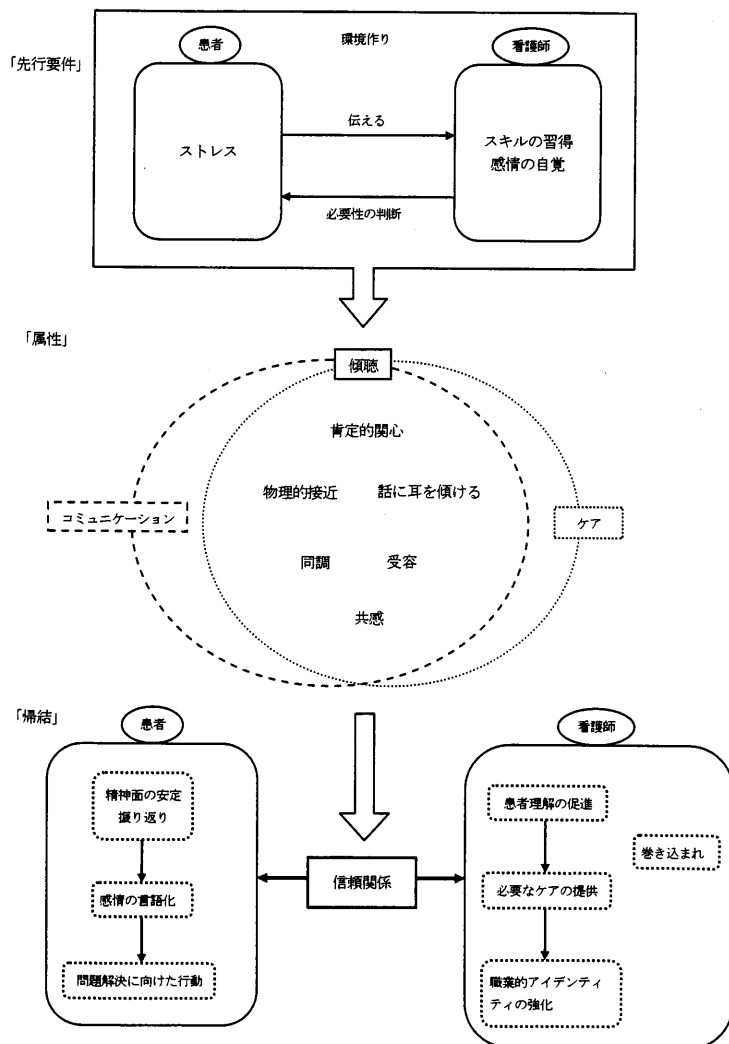 「先行要件」
患者
環境作り
看護師
ストレス
伝える
スキルの習得
感情の自覚
必要性の判断
「属性」
傾聴
肯定的関心
物理的接近
話に耳を傾ける
コミュニケーション
ケア
同調
受容
共感
「帰結」
患者
看護師
精神面の安定
振り返り
感情の言語化
問題解決に向けた行動
信頼関係
患者理解の促進
巻き込まれ
必要なケアの提供
職業的アイデンティ
ティの強化